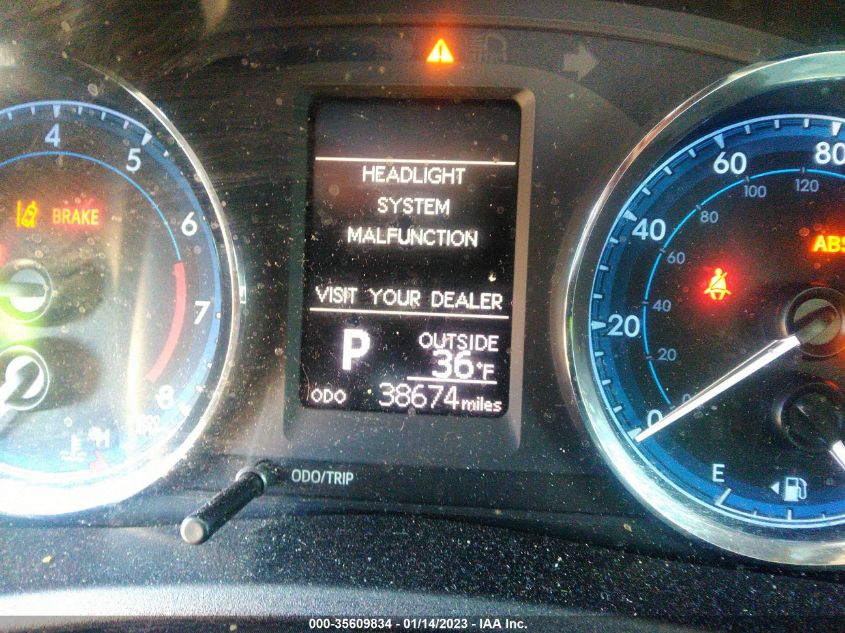 4
5
6
7
8
BRAKE
HEADLIGHT
SYSTEM
MALFUNCTION
VISIT YOUR DEALER
P
OUTSIDE
36°F
ODO 38674 miles
ODO/TRIP
0
20
40
60
80
20
40
60
80
100
120
ABS
E
H
E
000-35609834 - 01/14/2023 - IAA Inc.